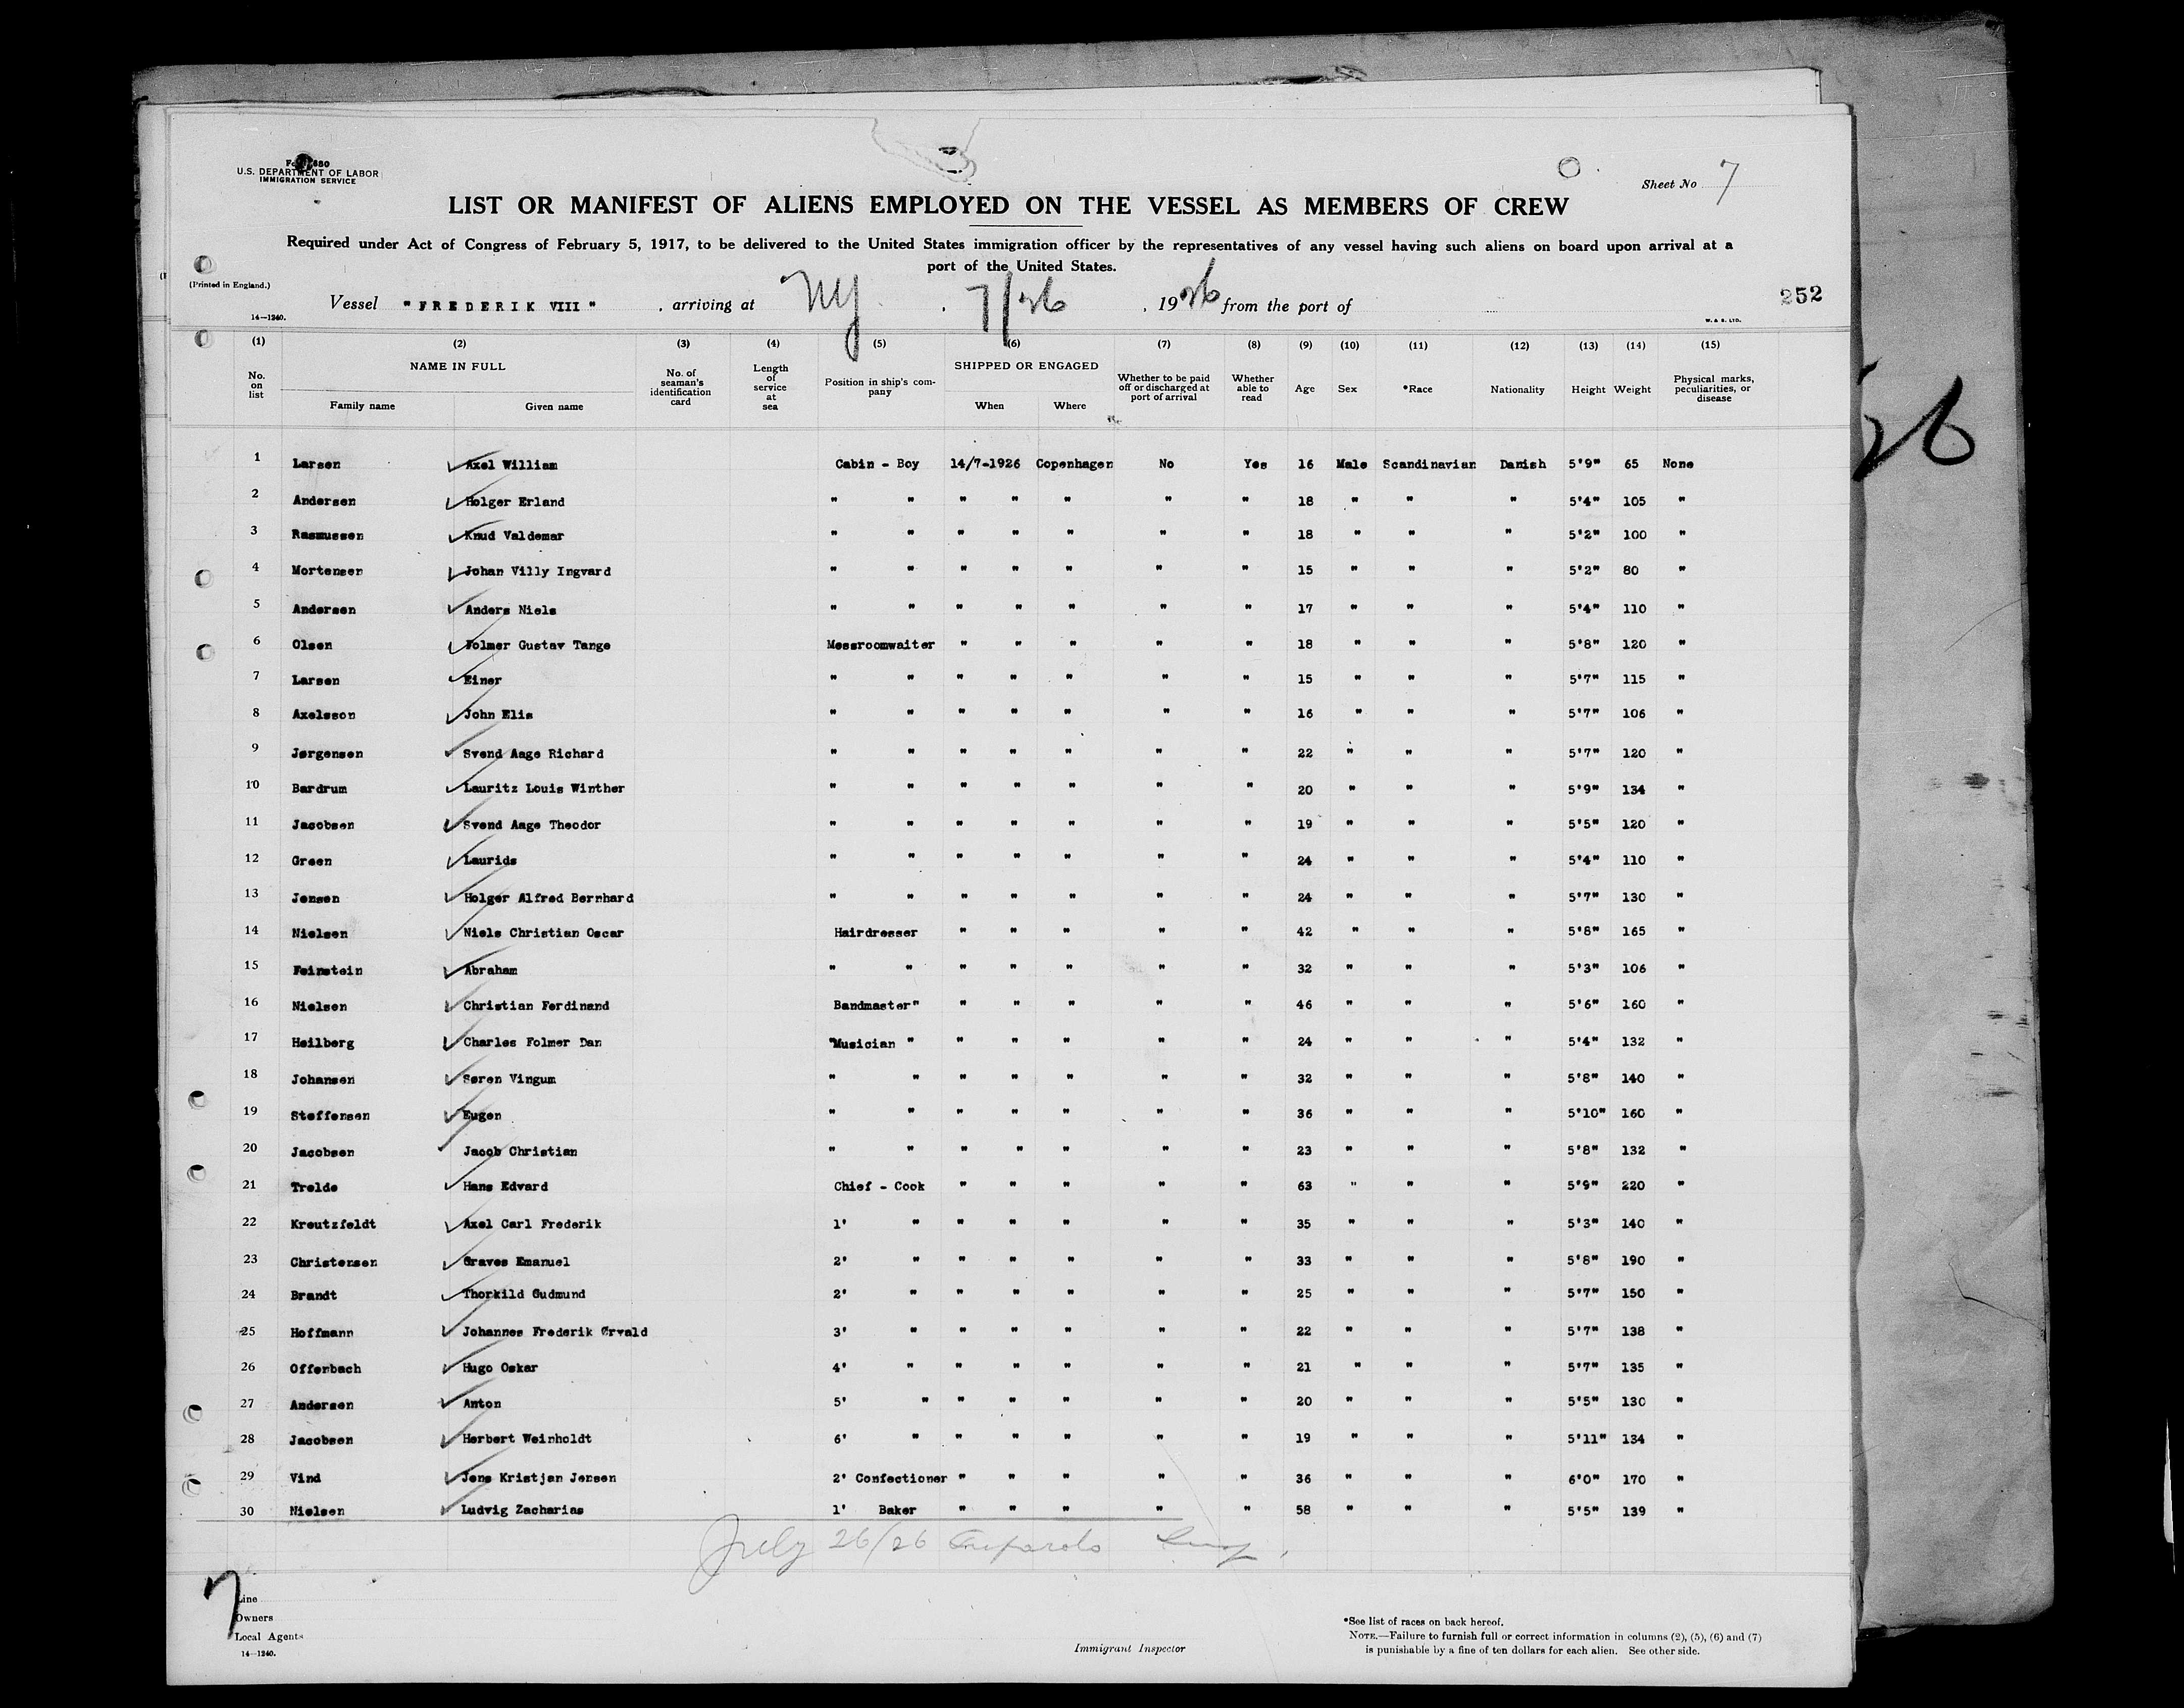 Fo 680
U.S. DEPARTMENT OF LABOR
IMMIGRATION SERVICE
Sheet No 7
LIST OR MANIFEST OF ALIENS EMPLOYED ON THE VESSEL AS MEMBERS OF CREW
Required under Act of Congress of February 5, 1917, to be delivered to the United States immigration officer by the representatives of any vessel having such aliens on board upon arrival at a
port of the United States.
(Printed in England.)
Vessel "FREDERIK VIII", arriving at NY, 7/26, 1926 from the port of
252
14—1240.
W. & S. LTD.
(1) (2) (3) (4) (5) (6) (7) (8) (9) (10) (11) (12) (13) (14) (15)
No. on list NAME IN FULL Family name Given name No. of seaman's identification card Length of service at sea Position in ship's company SHIPPED OR ENGAGED When Where Whether to be paid off or discharged at port of arrival Whether able to read Age Sex *Race Nationality Height Weight Physical marks, peculiarities, or disease
1 Larsen Axel William Cabin - Boy 14/7-1926 Copenhagen No Yes 16 Male Scandinavian Danish 5'9" 65 None
2 Andersen Holger Erland " " " " " " " 18 " " " 5'4" 105 "
3 Rasmussen Knud Valdemar " " " " " " " 18 " " " 5'2" 100 "
4 Mortensen Johan Villy Ingvard " " " " " " " 15 " " " 5'2" 80 "
5 Andersen Anders Niels " " " " " " " 17 " " " 5'4" 110 "
6 Olsen Folmer Gustav Tange Messroomwaiter " " " " " 18 " " " 5'8" 120 "
7 Larsen Einer " " " " " " " 15 " " " 5'7" 115 "
8 Axelsson John Elis " " " " " " " 16 " " " 5'7" 106 "
9 Jørgensen Svend Aage Richard " " " " " " " 22 " " " 5'7" 120 "
10 Bardrum Lauritz Louis Winther " " " " " " " 20 " " " 5'9" 134 "
11 Jacobsen Svend Aage Theodor " " " " " " " 19 " " " 5'5" 120 "
12 Green Laurids " " " " " " " 24 " " " 5'4" 110 "
13 Jensen Holger Alfred Bernhard " " " " " " " 24 " " " 5'7" 130 "
14 Nielsen Niels Christian Oscar Hairdresser " " " " " 42 " " " 5'8" 165 "
15 Feinstein Abraham " " " " " " " 32 " " " 5'3" 106 "
16 Nielsen Christian Ferdinand Bandmaster" " " " " " 46 " " " 5'6" 160 "
17 Heilberg Charles Folmer Dan "Musician " " " " " " 24 " " " 5'4" 132 "
18 Johansen Søren Vingum " " " " " " " 32 " " " 5'8" 140 "
19 Steffensen Eugen " " " " " " " 36 " " " 5'10" 160 "
20 Jacobsen Jacob Christian " " " " " " " 23 " " " 5'8" 132 "
21 Trelde Hans Edvard Chief - Cook " " " " " 63 " " " 5'9" 220 "
22 Kreutzfeldt Axel Carl Frederik 1' " " " " " " 35 " " " 5'3" 140 "
23 Christensen Graves Emanuel 2' " " " " " " 33 " " " 5'8" 190 "
24 Brandt Thorkild Gudmund 2' " " " " " " 25 " " " 5'7" 150 "
25 Hoffmann Johannes Frederik Ørvald 3' " " " " " " 22 " " " 5'7" 138 "
26 Offenbach Hugo Oskar 4' " " " " " " 21 " " " 5'7" 135 "
27 Andersen Anton 5' " " " " " " 20 " " " 5'5" 130 "
28 Jacobsen Herbert Weinholdt 6' " " " " " " 19 " " " 5'11" 134 "
29 Vind Jens Kristjan Jensen 2' Confectioner " " " " " 36 " " " 6'0" 170 "
30 Nielsen Ludvig Zacharias 1' Baker " " " " " 58 " " " 5'5" 139 "
July 26/26
7
Line
Owners
Local Agents
14—1240.
Immigrant Inspector
*See list of races on back hereof.
NOTE.—Failure to furnish full or correct information in columns (2), (5), (6) and (7)
is punishable by a fine of ten dollars for each alien. See other side.
26